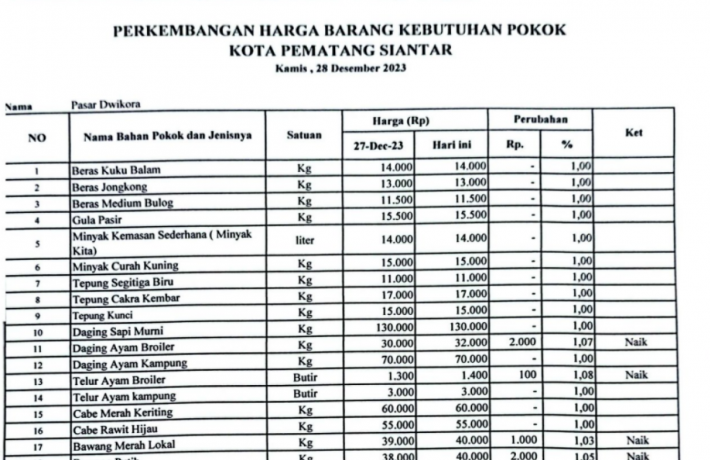 PERKEMBANGAN HARGA BARANG KEBUTUHAN POKOK
KOTA PEMATANG SIANTAR
Kamis , 28 Desember 2023
Nama Pasar Dwikora
NO Nama Bahan Pokok dan Jenisnya Satuan Harga (Rp) Perubahan Ket
27-Dec-23 Hari ini Rp. %
1 Beras Kuku Balam Kg 14.000 14.000 - 1,00
2 Beras Jongkong Kg 13.000 13.000 - 1,00
3 Beras Medium Bulog Kg 11.500 11.500 - 1,00
4 Gula Pasir Kg 15.500 15.500 - 1,00
5 Minyak Kemasan Sederhana ( Minyak Kita) liter 14.000 14.000 - 1,00
6 Minyak Curah Kuning Kg 15.000 15.000 - 1,00
7 Tepung Segitiga Biru Kg 11.000 11.000 - 1,00
8 Tepung Cakra Kembar Kg 17.000 17.000 - 1,00
9 Tepung Kunci Kg 15.000 15.000 - 1,00
10 Daging Sapi Murni Kg 130.000 130.000 - 1,00
11 Daging Ayam Broiler Kg 30.000 32.000 2.000 1,07 Naik
12 Daging Ayam Kampung Kg 70.000 70.000 - 1,00
13 Telur Ayam Broiler Butir 1.300 1.400 100 1,08 Naik
14 Telur Ayam kampung Butir 3.000 3.000 - 1,00
15 Cabe Merah Keriting Kg 60.000 60.000 - 1,00
16 Cabe Rawit Hijau Kg 55.000 55.000 - 1,00
17 Bawang Merah Lokal Kg 39.000 40.000 1.000 1,03 Naik
Kg 38.000 40.000 2.000 1,05 Naik